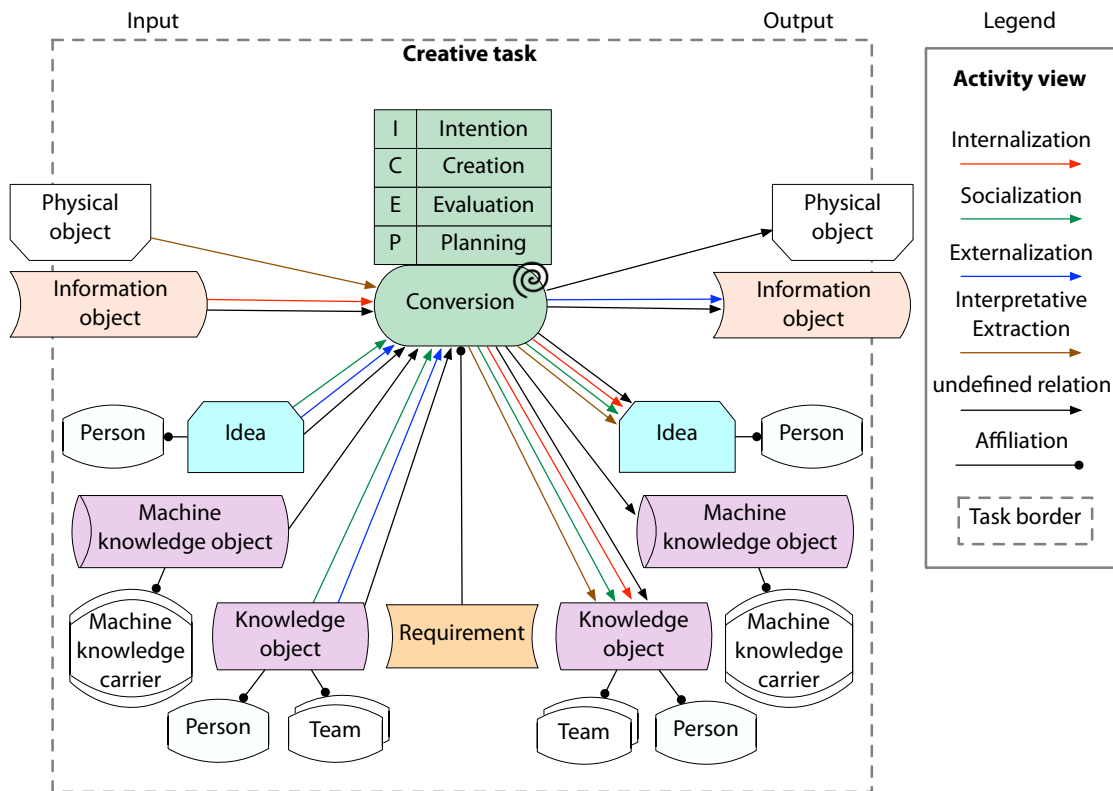 Input
Output
Legend
Creative task
Activity view
I
Intention
C
Creation
E
Evaluation
P
Planning
Conversion
Physical
object
Information
object
Physical
object
Information
object
Person
Idea
Idea
Person
Machine
knowledge object
Machine
knowledge object
Machine
knowledge
carrier
Knowledge
object
Requirement
Knowledge
object
Machine
knowledge
carrier
Person
Team
Team
Person
Internalization
Socialization
Externalization
Interpretative
Extraction
undefined relation
Affiliation
Task border